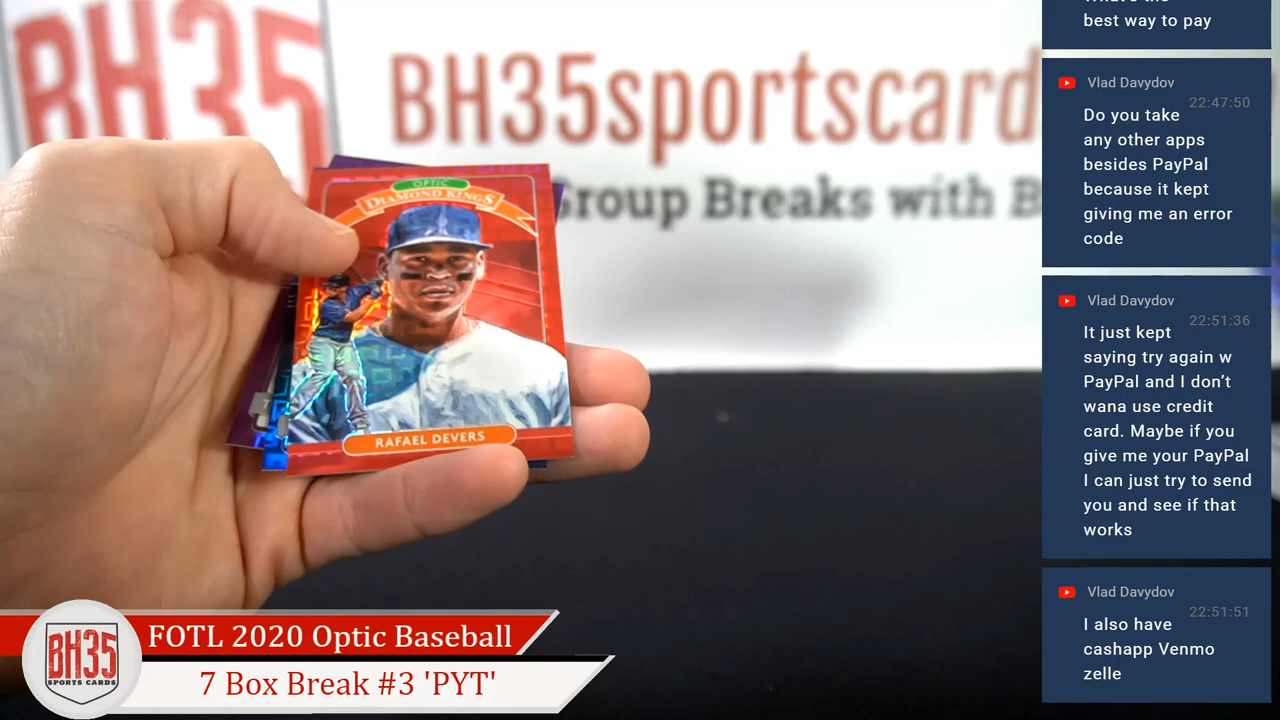 BH35
BH35sportscard
Group Breaks with B
OPTIC
DIAMOND KINGS
RAFAEL DEVERS
best way to pay
Vlad Davydov
22:47:50
Do you take
any other apps
besides PayPal
because it kept
giving me an error
code
Vlad Davydov
22:51:36
It just kept
saying try again w
PayPal and I don’t
wana use credit
card. Maybe if you
give me your PayPal
I can just try to send
you and see if that
works
Vlad Davydov
22:51:51
I also have
cashapp Venmo
zelle
BH35
SPORTS CARDS
FOTL 2020 Optic Baseball
7 Box Break #3 'PYT'